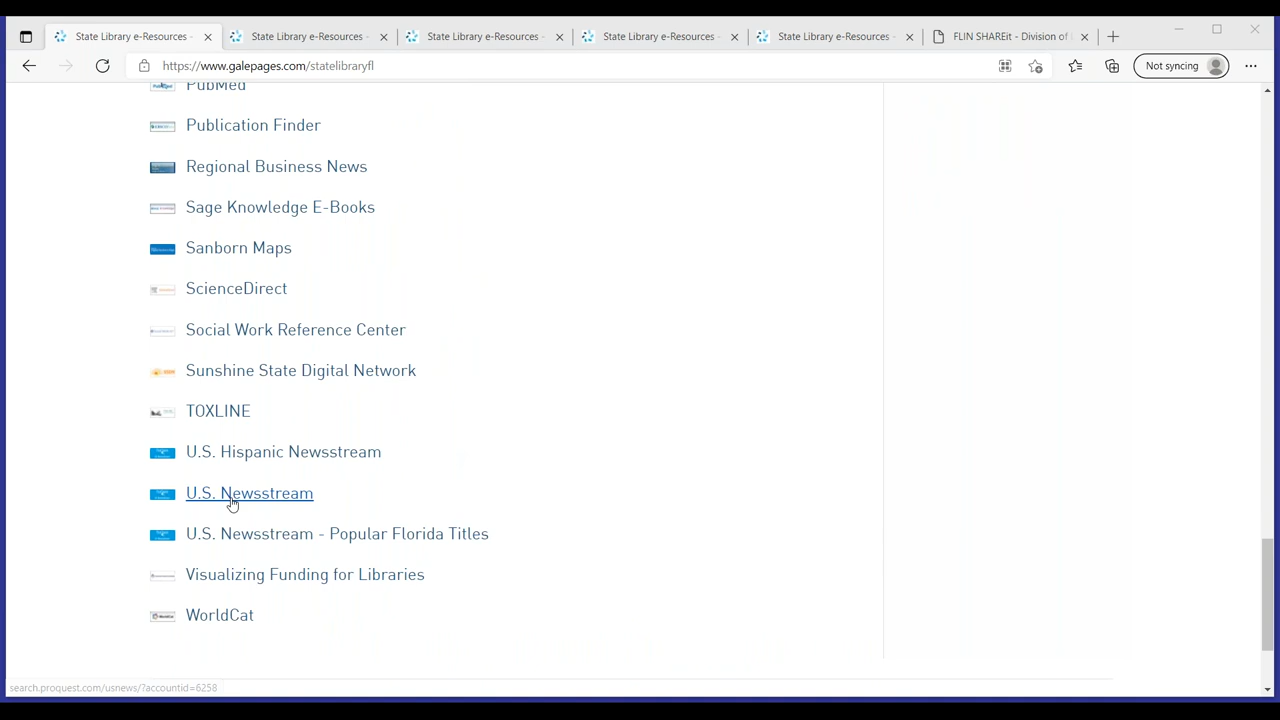 State Library e-Resources -
State Library e-Resources -
State Library e-Resources -
State Library e-Resources -
State Library e-Resources -
FLIN SHAREit - Division of L
https://www.galepages.com/statelibraryfl
Not syncing
PubMed
Publication Finder
Regional Business News
Sage Knowledge E-Books
Sanborn Maps
ScienceDirect
Social Work Reference Center
Sunshine State Digital Network
TOXLINE
U.S. Hispanic Newsstream
U.S. Newsstream
U.S. Newsstream - Popular Florida Titles
Visualizing Funding for Libraries
WorldCat
search.proquest.com/usnews/?accountid=6258